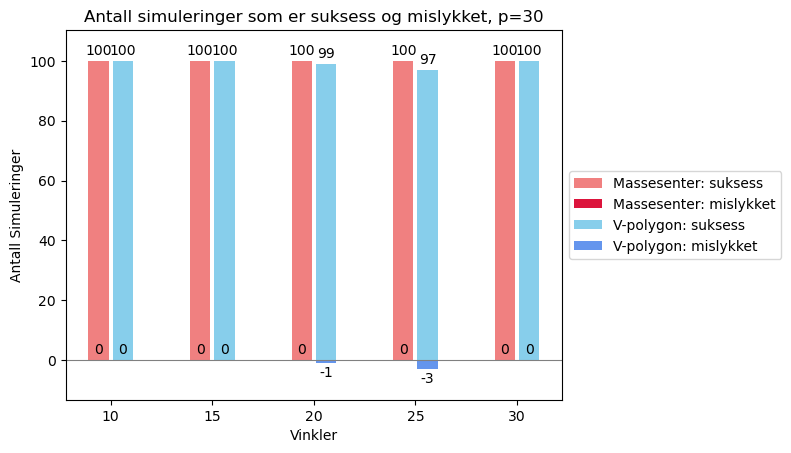 Antall simuleringer som er suksess og mislykket, p=30
100 100 100 100 100 99 100 97 100 100
100
80
60
40
20
0
0 0 0 0 0 0 0 0
-1 -3
10 15 20 25 30
Vinkler
Antall Simuleringer
Massesenter: suksess
Massesenter: mislykket
V-polygon: suksess
V-polygon: mislykket